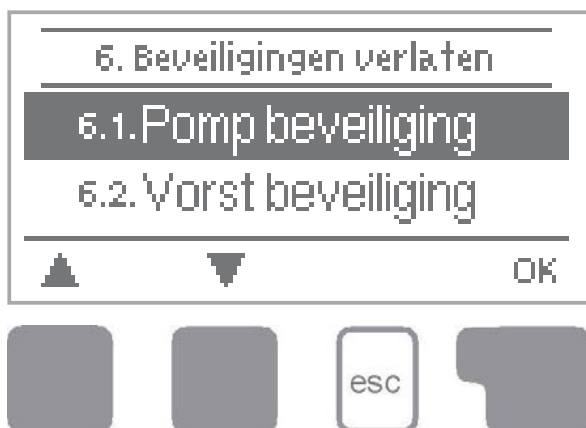 6. Beveiligingen verlaten
6.1. Pomp beveiliging
6.2. Vorst beveiliging
OK
esc